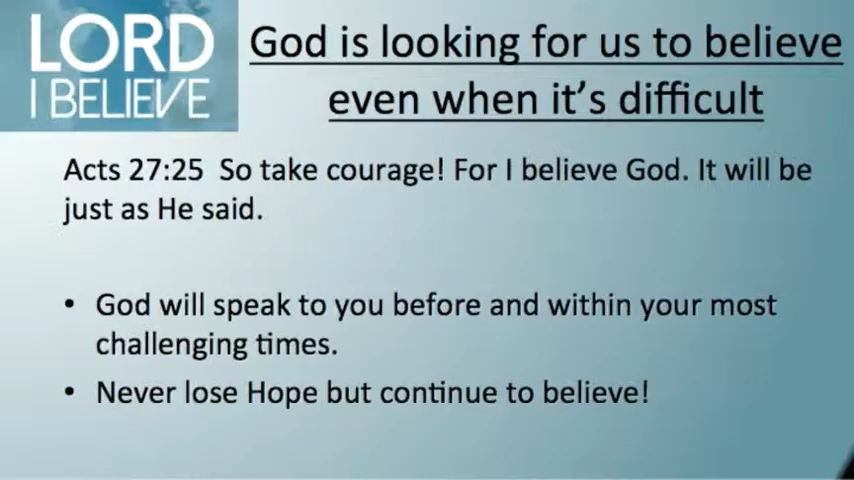 LORD
I BELIEVE
God is looking for us to believe
even when it's difficult
Acts 27:25  So take courage! For I believe God. It will be
just as He said.
• God will speak to you before and within your most
challenging times.
• Never lose Hope but continue to believe!